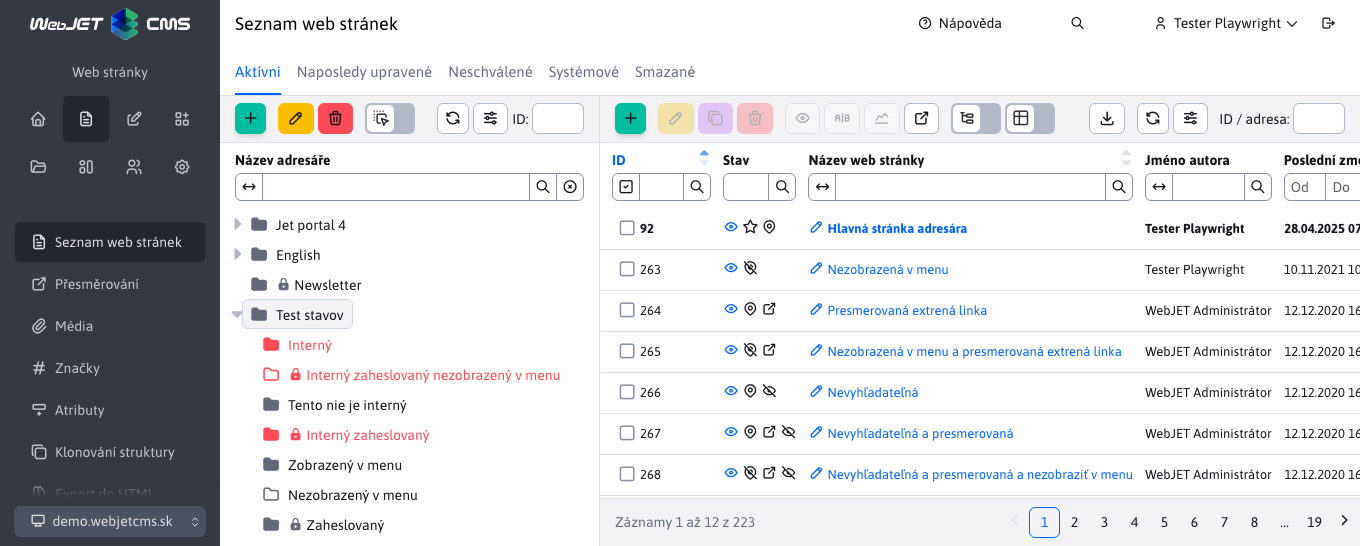 WebJET CMS
Seznam web stránek
Nápověda
Tester Playwright
Web stránky
Aktívni
Naposledy upravené
Neschválené
Systémové
Smazané
ID:
ID / adresa:
Název adresáře
ID
Stav
Název web stránky
Jméno autora
Poslední změ
Od
Do
Seznam web stránek
Přesměrování
Média
Značky
Atributy
Klonování struktury
Export do HTML
demo.webjetcms.sk
Jet portal 4
English
Newsletter
Test stavov
Interný
Interný zaheslovaný nezobrazený v menu
Tento nie je interný
Interný zaheslovaný
Zobrazený v menu
Nezobrazený v menu
Zaheslovaný
92 Hlavná stránka adresára Tester Playwright 28.04.2025 07
263 Nezobrazená v menu Tester Playwright 10.11.2021 10
264 Presmerovaná extrená linka WebJET Administrátor 12.12.2020 16
265 Nezobrazená v menu a presmerovaná extrená linka WebJET Administrátor 12.12.2020 16
266 Nevyhľadateľná WebJET Administrátor 12.12.2020 16
267 Nevyhľadateľná a presmerovaná WebJET Administrátor 12.12.2020 16
268 Nevyhľadateľná a presmerovaná a nezobraziť v menu WebJET Administrátor 12.12.2020 16
Záznamy 1 až 12 z 223
1 2 3 4 5 6 7 8 ... 19